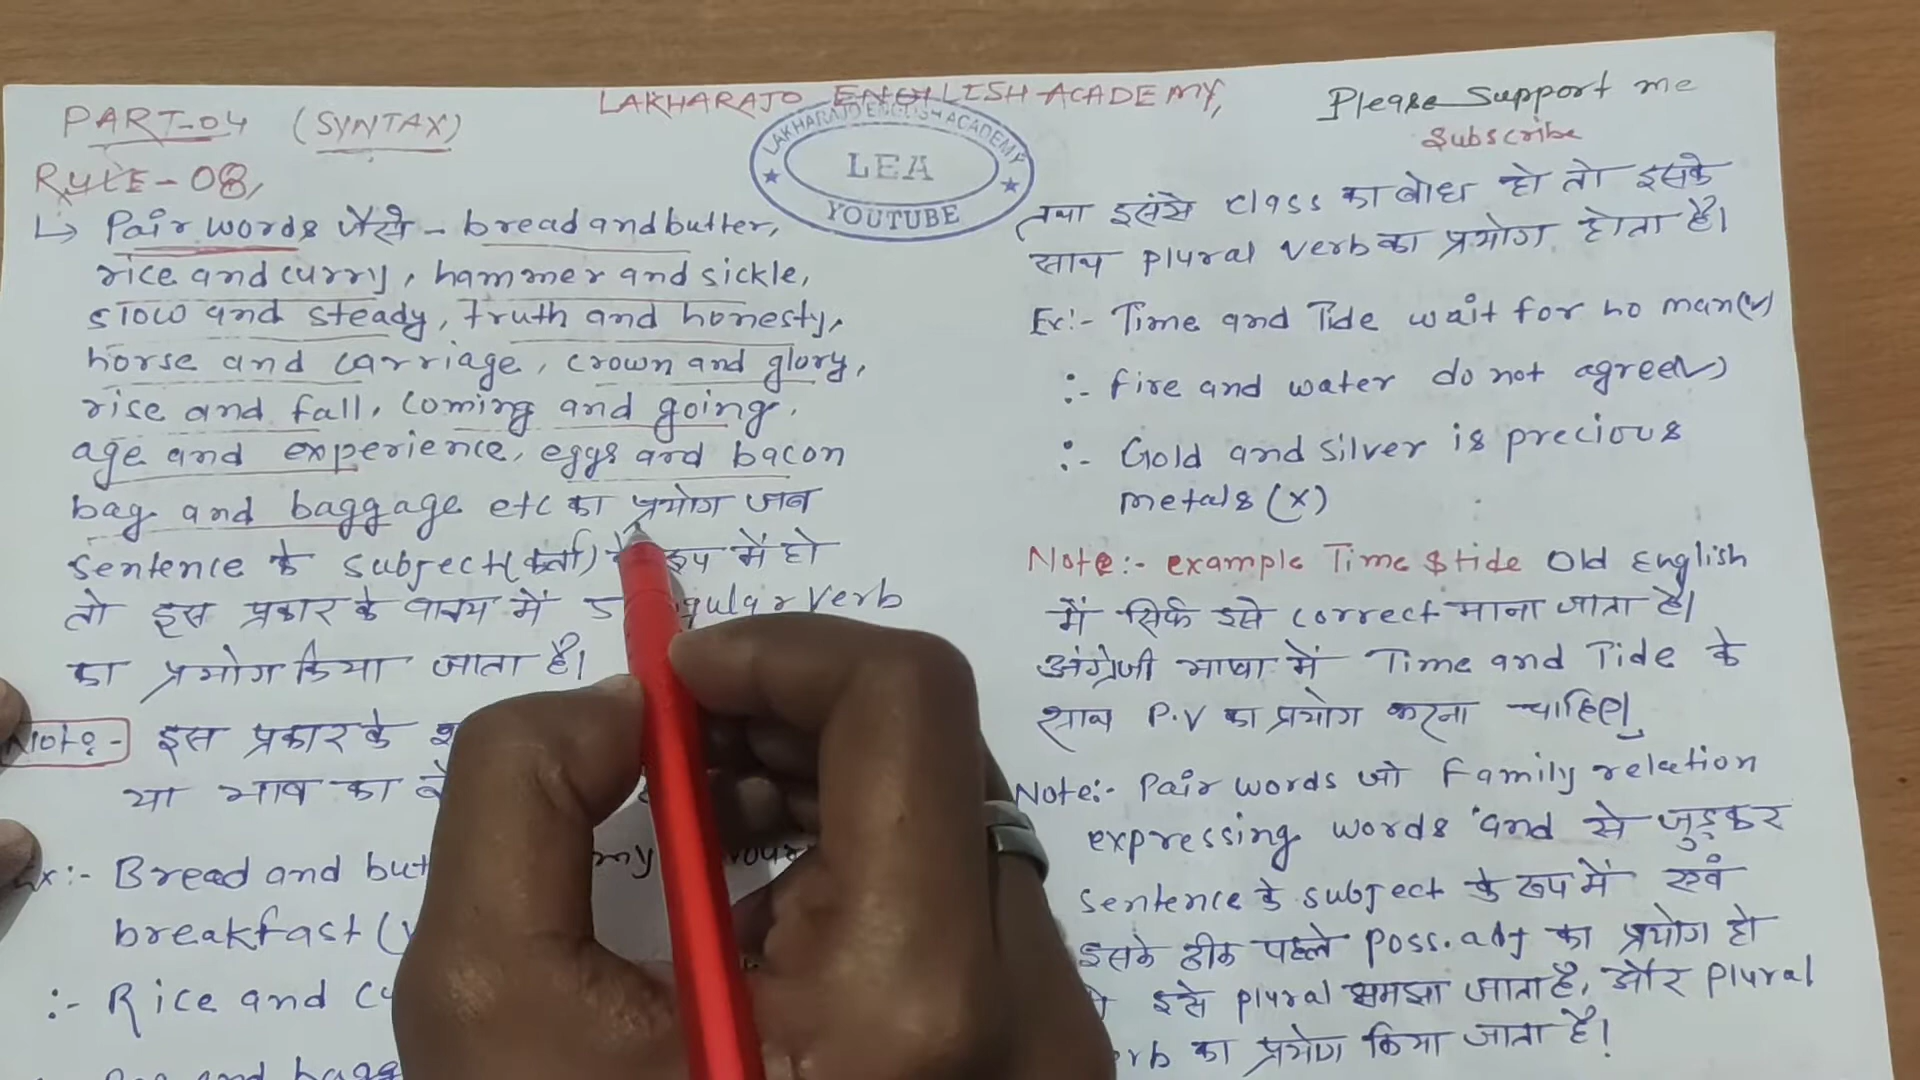 LAKHARAJO ENGILISH ACADEMY,
Please Support me
Subscribe
PART-04 (SYNTAX)
LAKHARAJO ENGLISH ACADEMY
LEA
YOUTUBE
RULE-08,
↳ Pair words जैसे - bread and butter,
rice and curry, hammer and sickle,
slow and steady, truth and honesty,
horse and carriage, crown and glory,
rise and fall, coming and going,
age and experience, eggs and bacon
bag and baggage etc का प्रयोग जब
sentence के subject (कर्ता) रूप में हो
तो इस प्रकार के वाक्य में verb
का प्रयोग किया जाता है।
Note:- इस प्रकार के
या भाव का
Ex:- Bread and but my
breakfast
:- Rice and
and bagg
तथा इससे class का बोध हो तो इसके
साथ plural verb का प्रयोग होता है।
Ex:- Time and Tide wait for no man (✓)
:- fire and water do not agree (✓)
:- Gold and silver is precious
metals (x)
Note:- example Time & tide Old English
में सिर्फ इसे correct माना जाता है।
अंग्रेजी भाषा में Time and Tide के
साथ P.V का प्रयोग करना चाहिए।
Note:- Pair words जो family relation
expressing words 'and से जुड़कर
sentence के subject के रूप में एवं
इसके ठीक पहले Poss. adj का प्रयोग हो
इसे plural समझा जाता है, और plural
का प्रयोग किया जाता है!